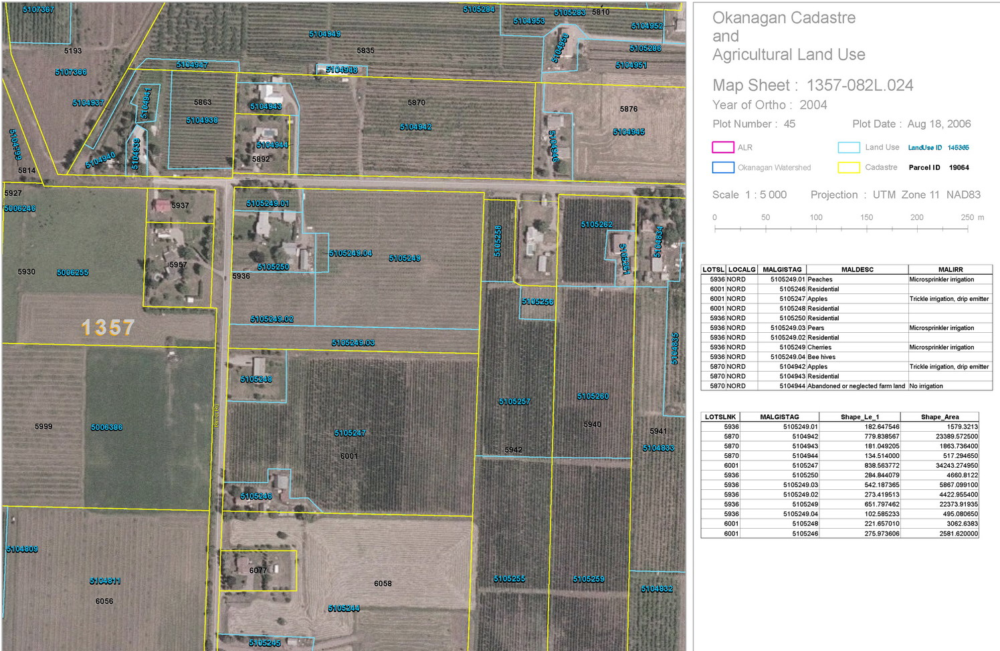 5107367
5105284
5105283
5810
5104953
5104952
5104949
5104950
5193
5835
5105286
5107366
5104947
5104948
5104951
5104941
5104937
5863
5104943
5870
5876
5104938
5104942
5104945
5104799
5104940
5104939
5104944
5892
5104946
5814
5927
5006246
5937
5105249.01
5105258
5105262
5104834
5105261
5930
5006255
5957
5105250
5936
5105249.04
5105249
5105256
1357
5105249.02
5105249.03
5104835
5105248
5105257
5105260
5999
5006386
5105247
6001
5940
5942
5941
5104833
5105246
5104809
5104811
6056
6077
6058
5105244
5105255
5105259
5104832
5105245
Okanagan Cadastre
and
Agricultural Land Use
Map Sheet : 1357-082L.024
Year of Ortho : 2004
Plot Number : 45 Plot Date : Aug 18, 2006
ALR Land Use LandUse ID 145365
Okanagan Watershed Cadastre Parcel ID 19064
Scale 1 : 5 000 Projection : UTM Zone 11 NAD83
0 50 100 150 200 250 m
LOTSL LOCALG MALGISTAG MALDESC MALIRR
5936 NORD 5105249.01 Peaches Microsprinkler irrigation
6001 NORD 5105246 Residential
6001 NORD 5105247 Apples Trickle irrigation, drip emitter
6001 NORD 5105248 Residential
5936 NORD 5105250 Residential
5936 NORD 5105249.03 Pears Microsprinkler irrigation
5936 NORD 5105249.02 Residential
5936 NORD 5105249 Cherries Microsprinkler irrigation
5936 NORD 5105249.04 Bee hives
5870 NORD 5104942 Apples Trickle irrigation, drip emitter
5870 NORD 5104943 Residential
5870 NORD 5104944 Abandoned or neglected farm land No irrigation
LOTSLNK MALGISTAG Shape_Le_1 Shape_Area
5936 5105249.01 182.647546 1579.3213
5870 5104942 779.838567 23389.572500
5870 5104943 181.049205 1863.736400
5870 5104944 134.514000 517.294650
6001 5105247 838.563772 34243.274950
5936 5105250 284.844079 4660.8122
5936 5105249.03 542.187365 5867.099100
5936 5105249.02 273.419513 4422.955400
5936 5105249 651.797462 22373.91935
5936 5105249.04 102.585233 495.080650
6001 5105248 221.657010 3062.6383
6001 5105246 275.973606 2581.620000